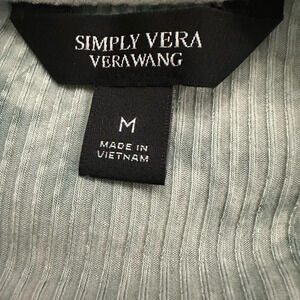 SIMPLY VERA
VERAWANG
M
MADE IN
VIETNAM